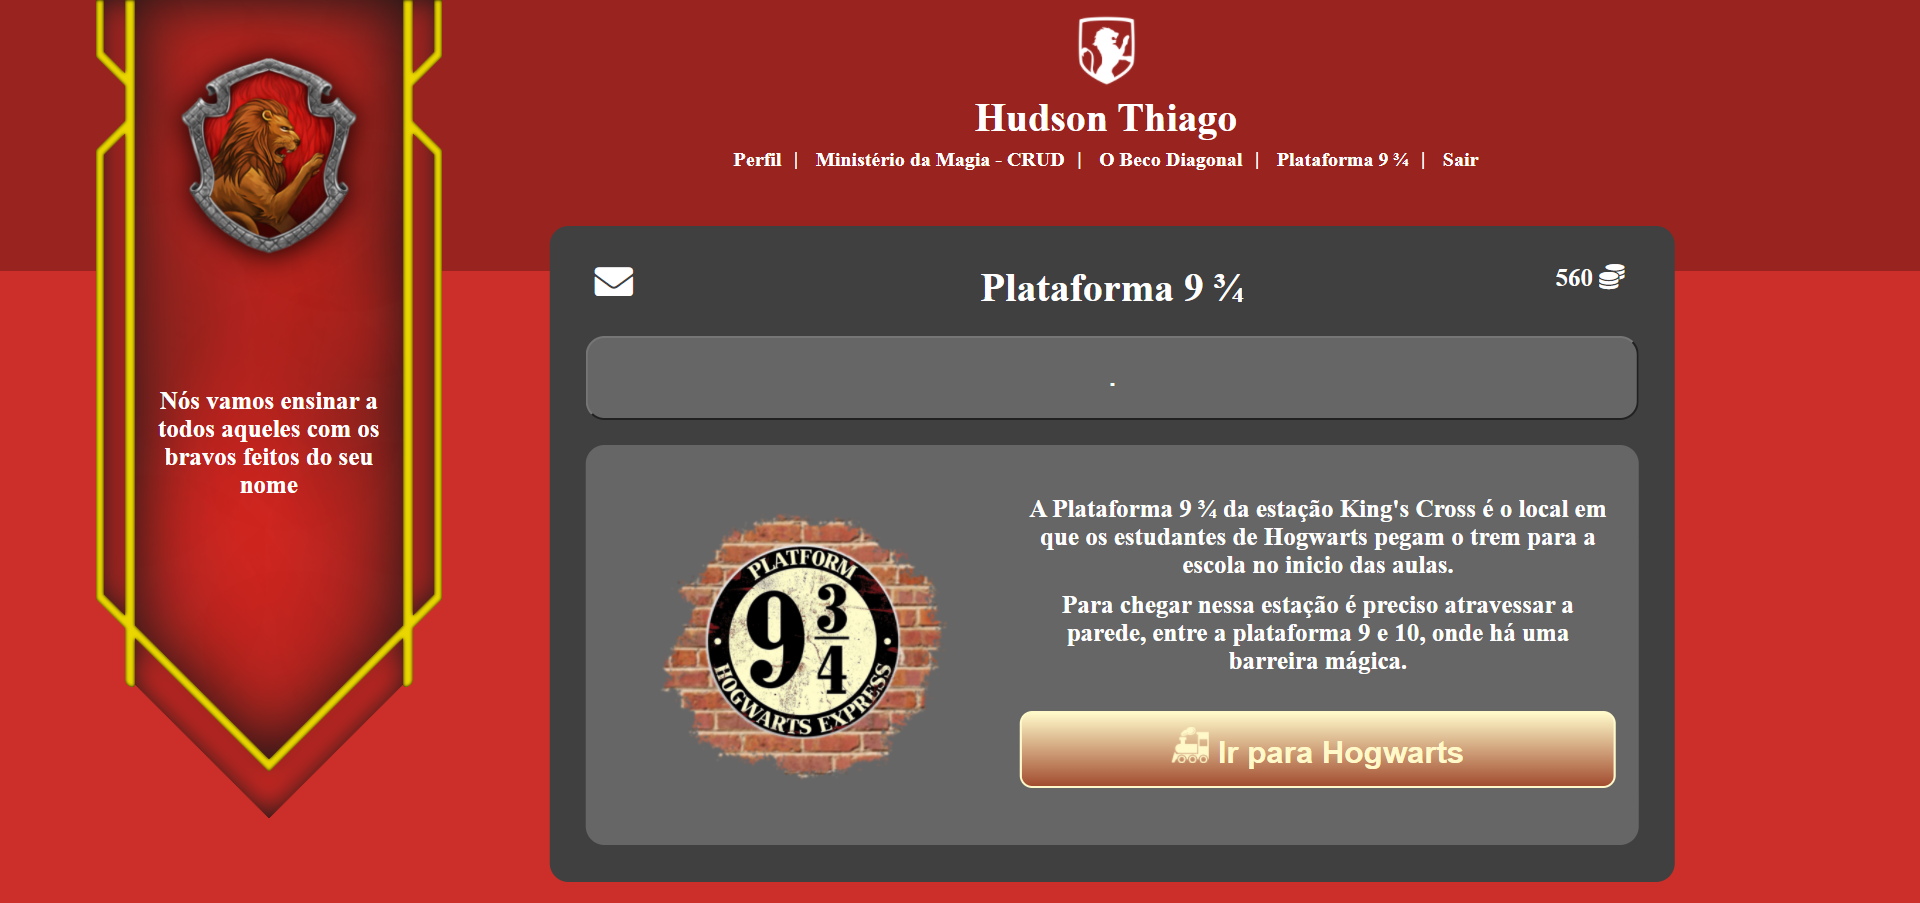 Hudson Thiago
Perfil | Ministério da Magia - CRUD | O Beco Diagonal | Plataforma 9 ¾ | Sair
Nós vamos ensinar a
todos aqueles com os
bravos feitos do seu
nome
Plataforma 9 ¾
560
.
PLATFORM
9 3/4
HOGWARTS EXPRESS
A Plataforma 9 ¾ da estação King's Cross é o local em
que os estudantes de Hogwarts pegam o trem para a
escola no inicio das aulas.
Para chegar nessa estação é preciso atravessar a
parede, entre a plataforma 9 e 10, onde há uma
barreira mágica.
Ir para Hogwarts